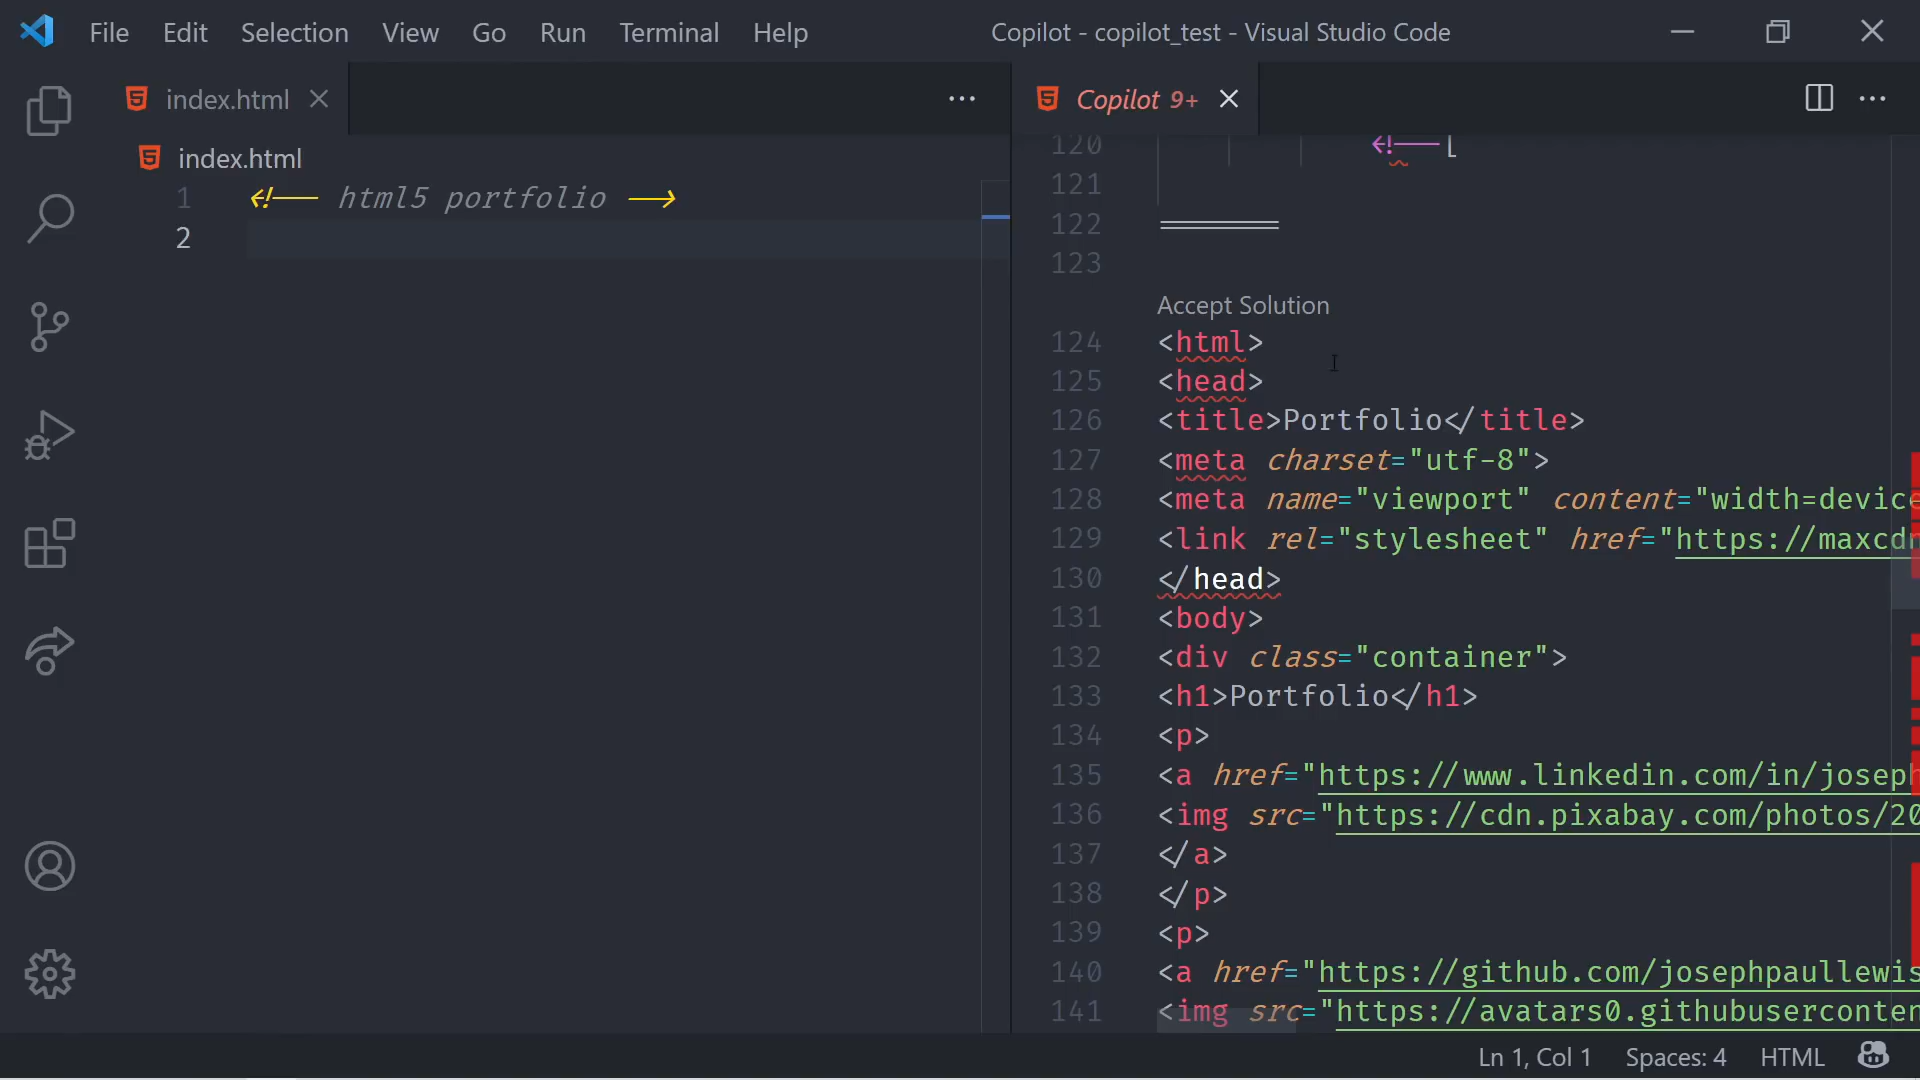 File Edit Selection View Go Run Terminal Help Copilot - copilot_test - Visual Studio Code
index.html
Copilot 9+
index.html
1 <!-- html5 portfolio -->
2
120 <!--[
121
122 ========
123
Accept Solution
124 <html>
125 <head>
126 <title>Portfolio</title>
127 <meta charset="utf-8">
128 <meta name="viewport" content="width=device
129 <link rel="stylesheet" href="https://maxcdn
130 </head>
131 <body>
132 <div class="container">
133 <h1>Portfolio</h1>
134 <p>
135 <a href="https://www.linkedin.com/in/joseph
136 <img src="https://cdn.pixabay.com/photos/20
137 </a>
138 </p>
139 <p>
140 <a href="https://github.com/josephpaullewis
141 <img src="https://avatars0.githubuserconten
Ln 1, Col 1 Spaces: 4 HTML